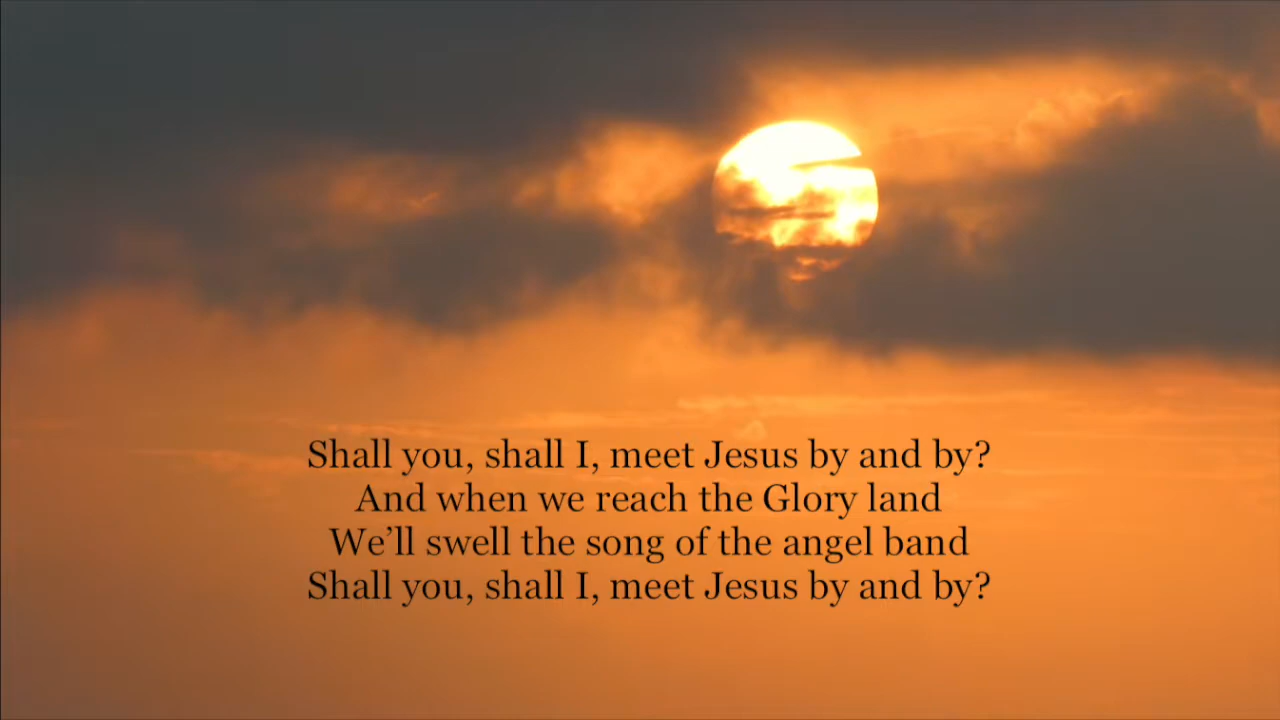 Shall you, shall I, meet Jesus by and by?
And when we reach the Glory land
We’ll swell the song of the angel band
Shall you, shall I, meet Jesus by and by?